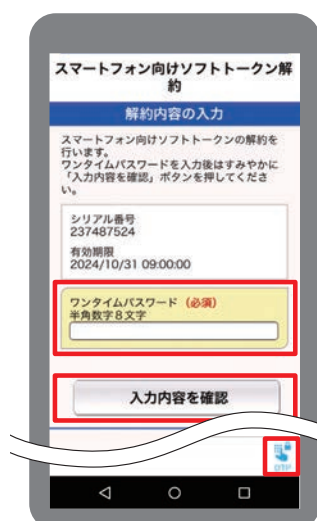 スマートフォン向けソフトトークン解
約
解約内容の入力
スマートフォン向けソフトトークンの解約を
行います。
ワンタイムパスワードを入力後はすみやかに
「入力内容を確認」ボタンを押してくださ
い。
シリアル番号
237487524
有効期限
2024/10/31 09:00:00
ワンタイムパスワード（必須）
半角数字８文字
入力内容を確認
OTP